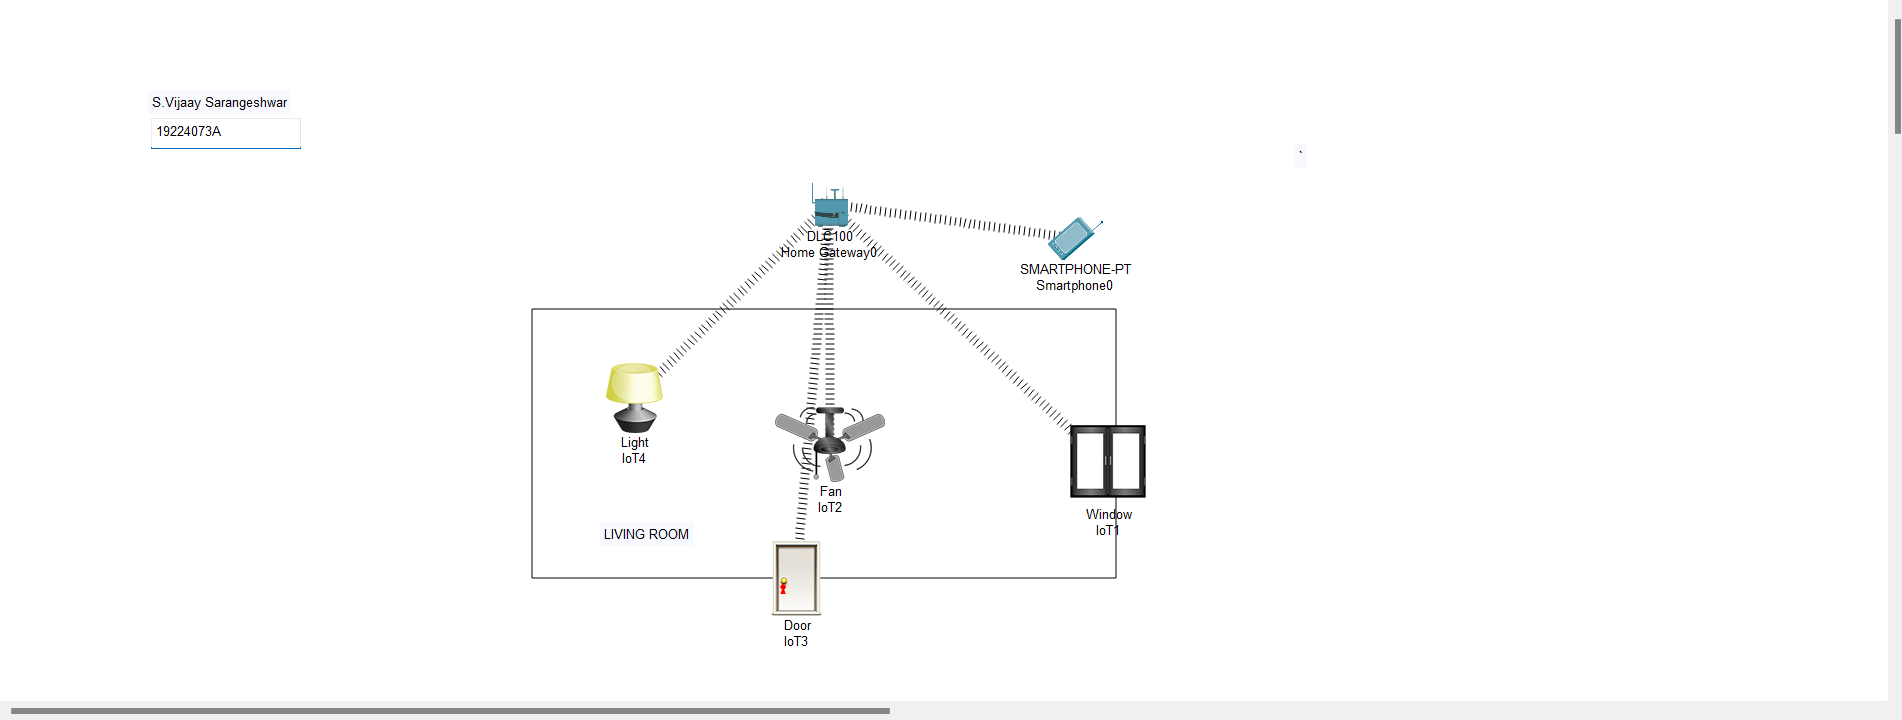 S.Vijaay Sarangeshwar
19224073A
`
DLC100
Home Gateway0
SMARTPHONE-PT
Smartphone0
Light
IoT4
Fan
IoT2
Window
IoT1
LIVING ROOM
Door
IoT3